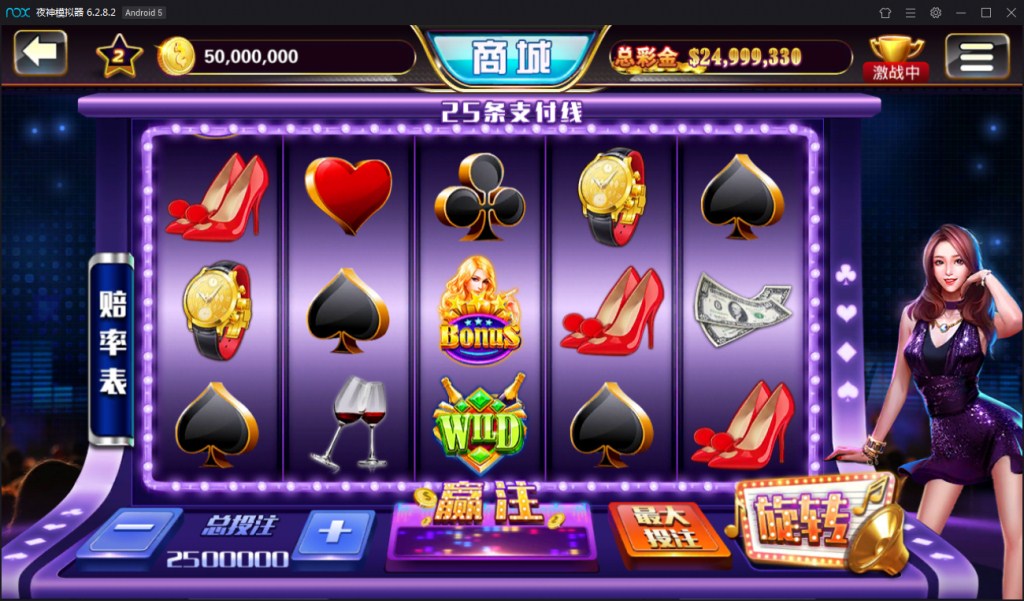 nox 夜神模拟器 6.2.8.2 Android 5
2
50,000,000
商城
总彩金 $24,999,330
激战中
25条支付线
赔率表
BONUS
WILD
总投注
2500000
赢注
最大
投注
旋转